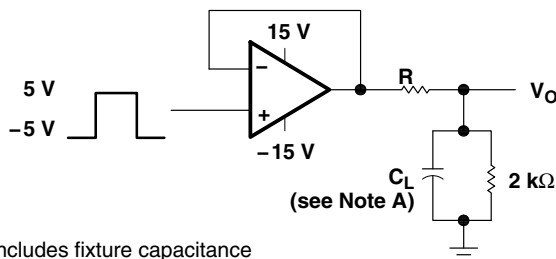 15 V
−
+
−15 V
5 V
−5 V
R
VO
CL
(see Note A)
2 kΩ
ncludes fixture capacitance